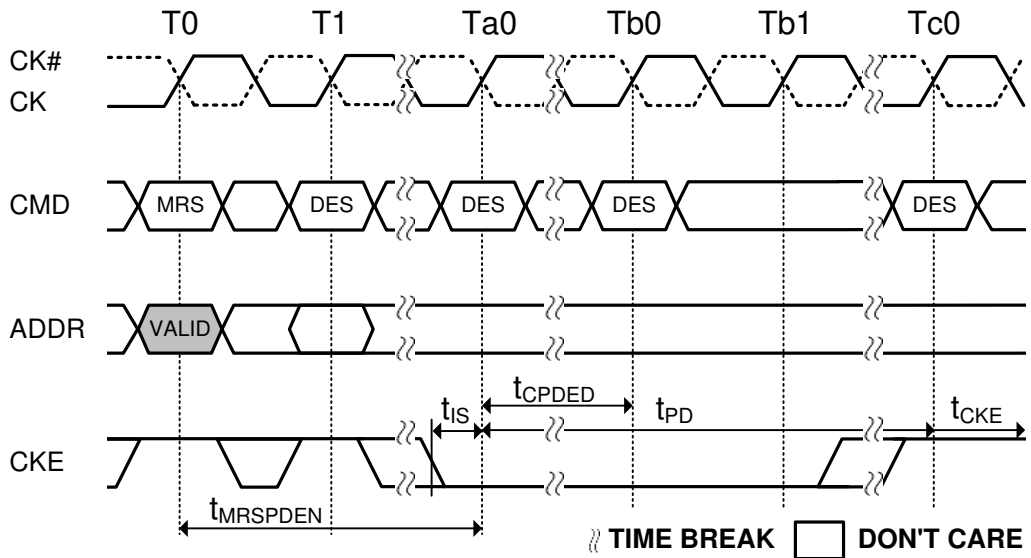 T0 T1 Ta0 Tb0 Tb1 Tc0
CK#
CK
CMD MRS DES DES DES DES
ADDR VALID
tIS tCPDED tPD tCKE
CKE
tMRSPDEN
TIME BREAK DON'T CARE